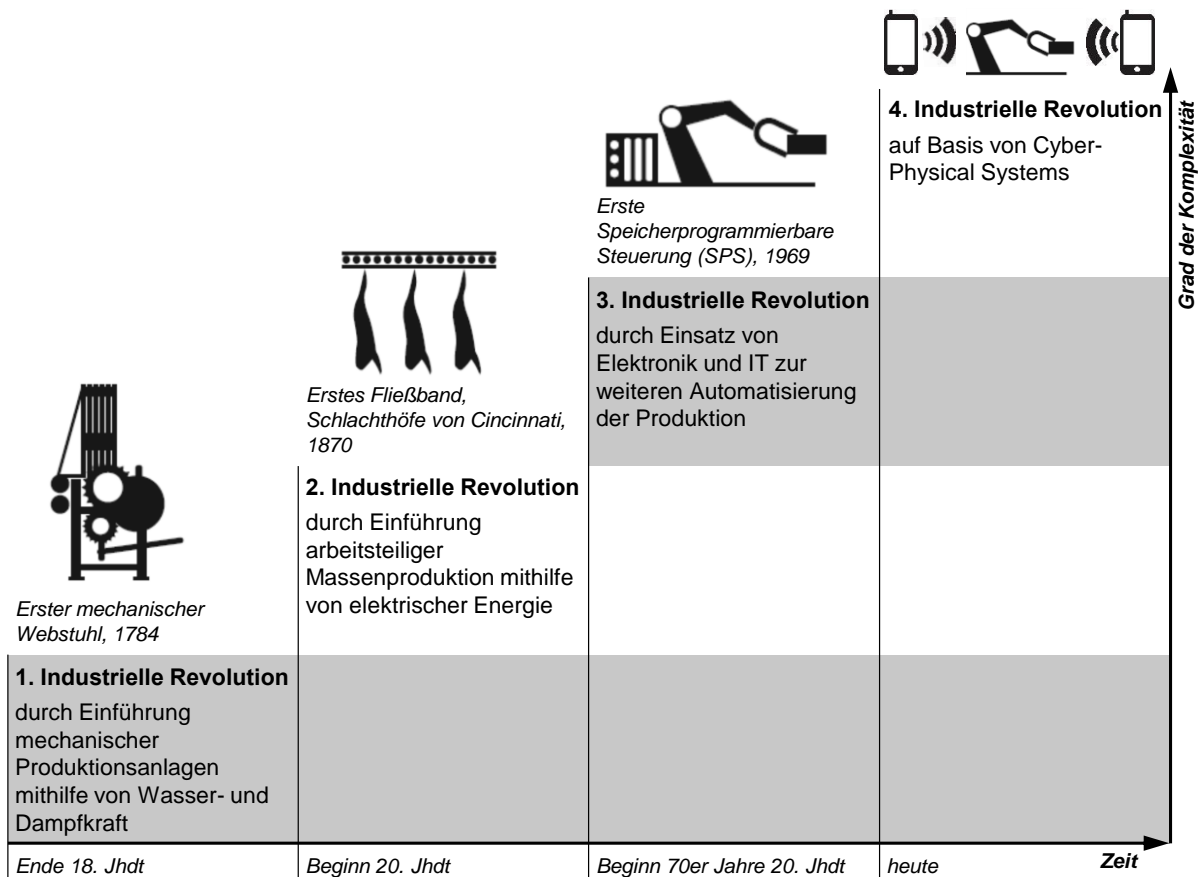 4. Industrielle Revolution
auf Basis von Cyber-
Physical Systems
Grad der Komplexität
Erste
Speicherprogrammierbare
Steuerung (SPS), 1969
3. Industrielle Revolution
durch Einsatz von
Elektronik und IT zur
weiteren Automatisierung
der Produktion
Erstes Fließband,
Schlachthöfe von Cincinnati,
1870
2. Industrielle Revolution
durch Einführung
arbeitsteiliger
Massenproduktion mithilfe
von elektrischer Energie
Erster mechanischer
Webstuhl, 1784
1. Industrielle Revolution
durch Einführung
mechanischer
Produktionsanlagen
mithilfe von Wasser- und
Dampfkraft
Ende 18. Jhdt
Beginn 20. Jhdt
Beginn 70er Jahre 20. Jhdt
heute
Zeit